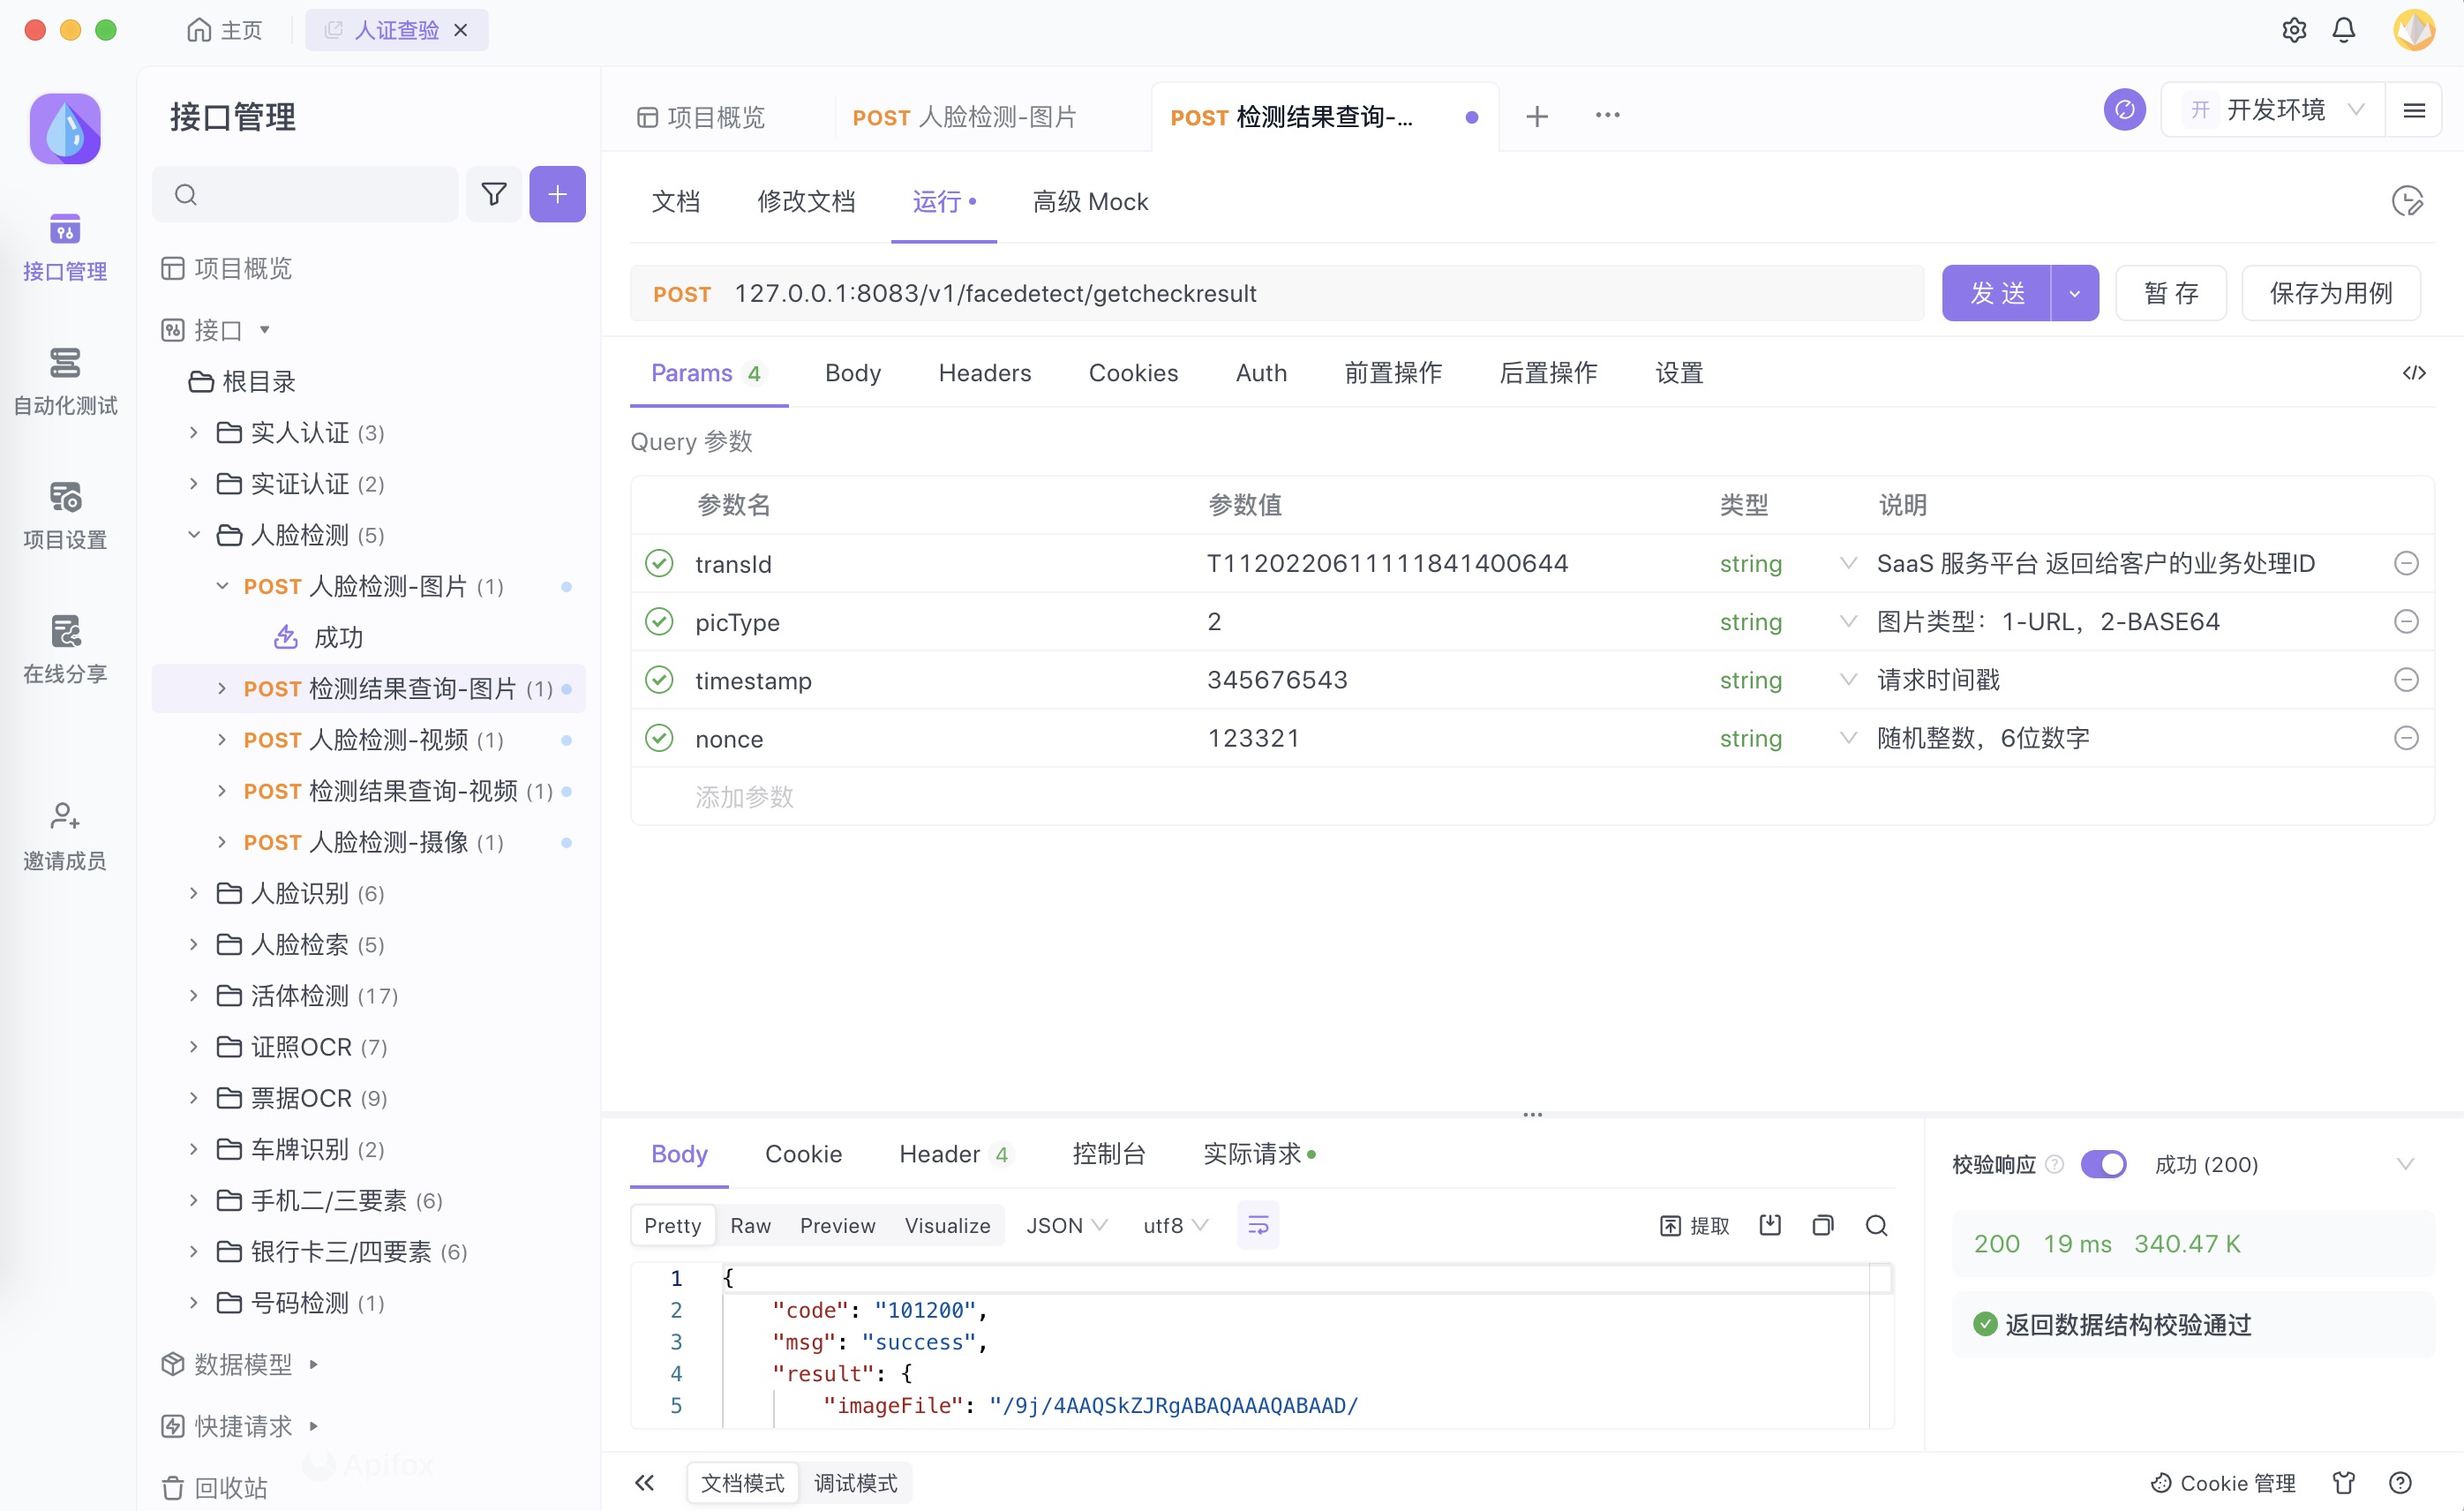 主页
人证查验
接口管理
自动化测试
项目设置
在线分享
邀请成员
接口管理
项目概览
接口
根目录
实人认证 (3)
实证认证 (2)
人脸检测 (5)
POST 人脸检测-图片 (1)
成功
POST 检测结果查询-图片 (1)
POST 人脸检测-视频 (1)
POST 检测结果查询-视频 (1)
POST 人脸检测-摄像 (1)
人脸识别 (6)
人脸检索 (5)
活体检测 (17)
证照OCR (7)
票据OCR (9)
车牌识别 (2)
手机二/三要素 (6)
银行卡三/四要素 (6)
号码检测 (1)
数据模型
快捷请求
Apifox
回收站
项目概览
POST 人脸检测-图片
POST 检测结果查询-...
开 开发环境
文档 修改文档 运行 高级 Mock
POST 127.0.0.1:8083/v1/facedetect/getcheckresult
发 送 暂 存 保存为用例
Params 4 Body Headers Cookies Auth 前置操作 后置操作 设置
Query 参数
参数名 参数值 类型 说明
transId T1120220611111841400644 string SaaS 服务平台 返回给客户的业务处理ID
picType 2 string 图片类型：1-URL，2-BASE64
timestamp 345676543 string 请求时间戳
nonce 123321 string 随机整数，6位数字
添加参数
Body Cookie Header 4 控制台 实际请求
Pretty Raw Preview Visualize JSON utf8 提取
1 {
2 "code": "101200",
3 "msg": "success",
4 "result": {
5 "imageFile": "/9j/4AAQSkZJRgABAQAAAQABAAD/
校验响应 成功 (200)
200 19 ms 340.47 K
返回数据结构校验通过
文档模式 调试模式
Cookie 管理